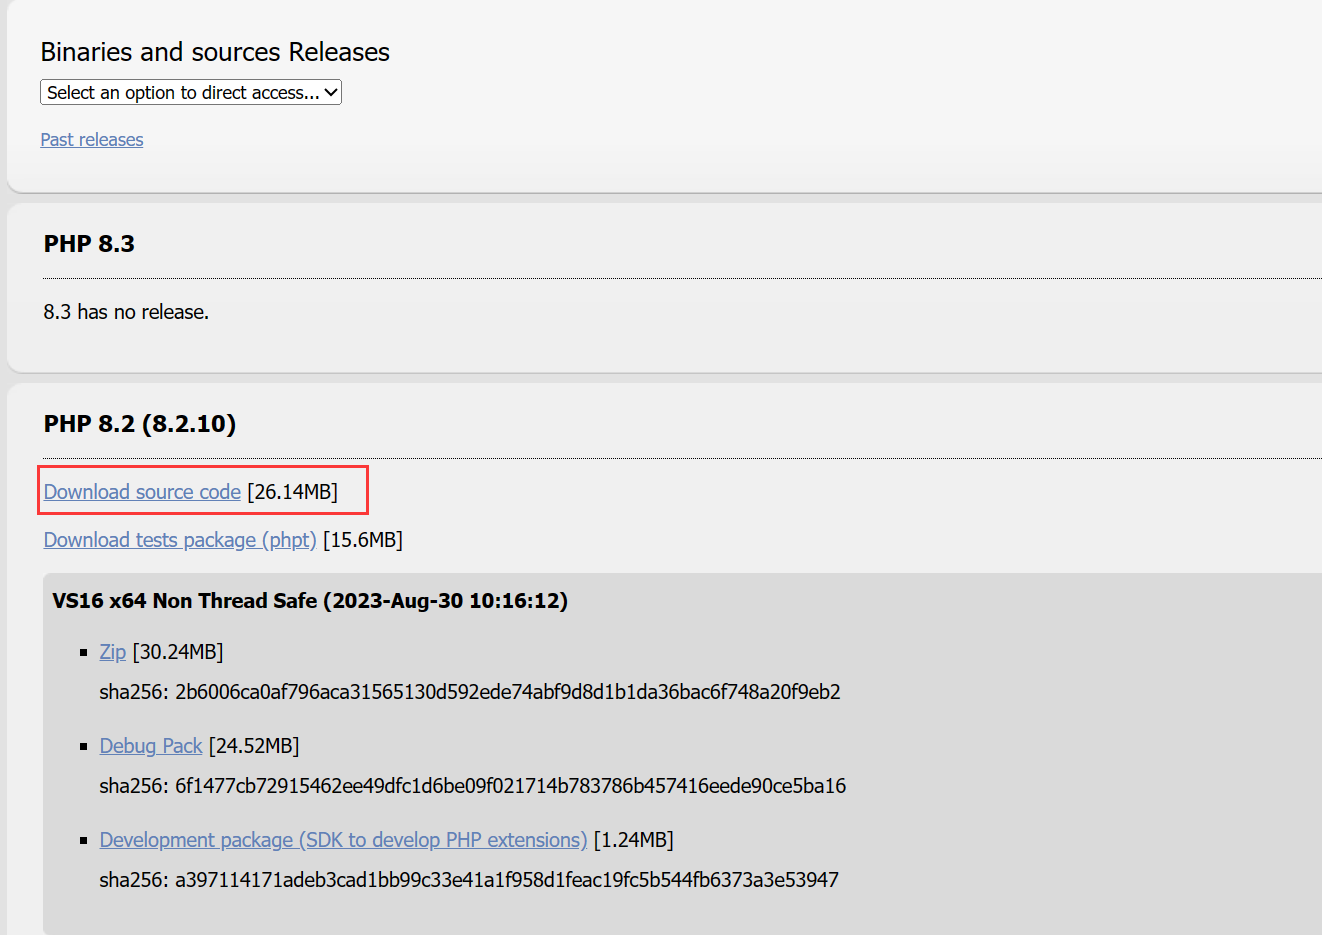 Binaries and sources Releases
Select an option to direct access...
Past releases
PHP 8.3
8.3 has no release.
PHP 8.2 (8.2.10)
Download source code [26.14MB]
Download tests package (phpt) [15.6MB]
VS16 x64 Non Thread Safe (2023-Aug-30 10:16:12)
Zip [30.24MB]
sha256: 2b6006ca0af796aca31565130d592ede74abf9d8d1b1da36bac6f748a20f9eb2
Debug Pack [24.52MB]
sha256: 6f1477cb72915462ee49dfc1d6be09f021714b783786b457416eede90ce5ba16
Development package (SDK to develop PHP extensions) [1.24MB]
sha256: a397114171adeb3cad1bb99c33e41a1f958d1feac19fc5b544fb6373a3e53947